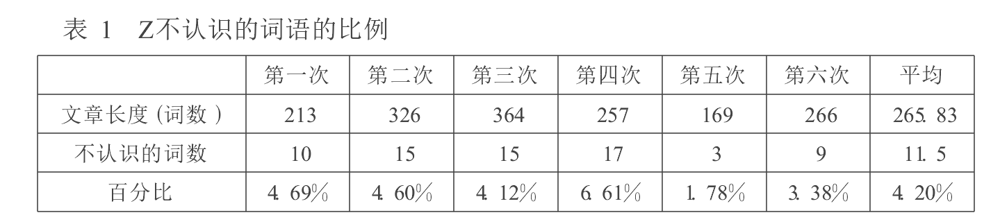 表 1 Z不认识的词语的比例
第一次 第二次 第三次 第四次 第五次 第六次 平均
文章长度(词数) 213 326 364 257 169 266 265.83
不认识的词数 10 15 15 17 3 9 11.5
百分比 4.69% 4.60% 4.12% 6.61% 1.78% 3.38% 4.20%